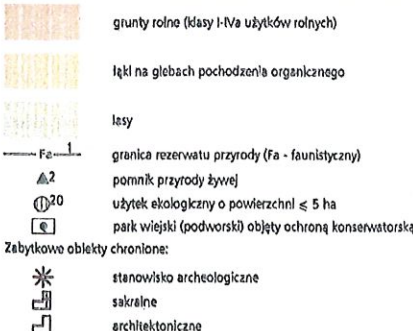 grunty rolne (klasy I-IVa użytków rolnych)
łąki na glebach pochodzenia organicznego
lasy
Fa 1 granica rezerwatu przyrody (Fa - faunistyczny)
2 pomnik przyrody żywej
20 użytek ekologiczny o powierzchni ≤ 5 ha
park wiejski (podworski) objęty ochroną konserwatorską
Zabytkowe obiekty chronione:
stanowisko archeologiczne
sakralne
architektoniczne